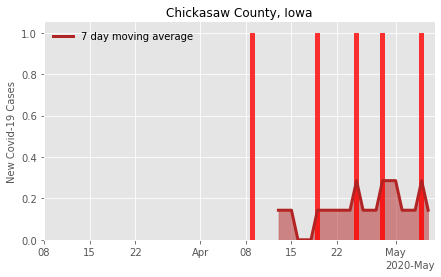 Chickasaw County, Iowa
7 day moving average
New Covid-19 Cases
1.0
0.8
0.6
0.4
0.2
0.0
08 15 22 Apr 08 15 22 May
2020-May